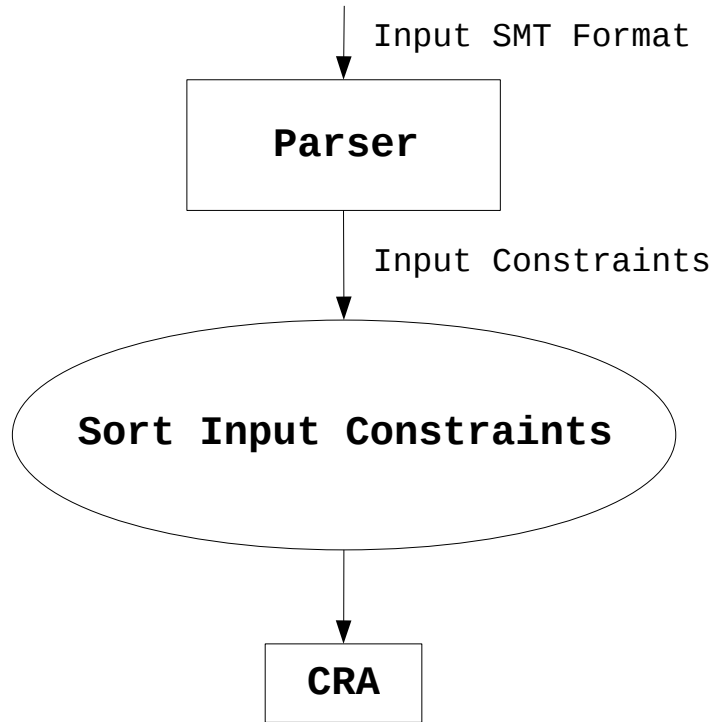 Input SMT Format
Parser
Input Constraints
Sort Input Constraints
CRA